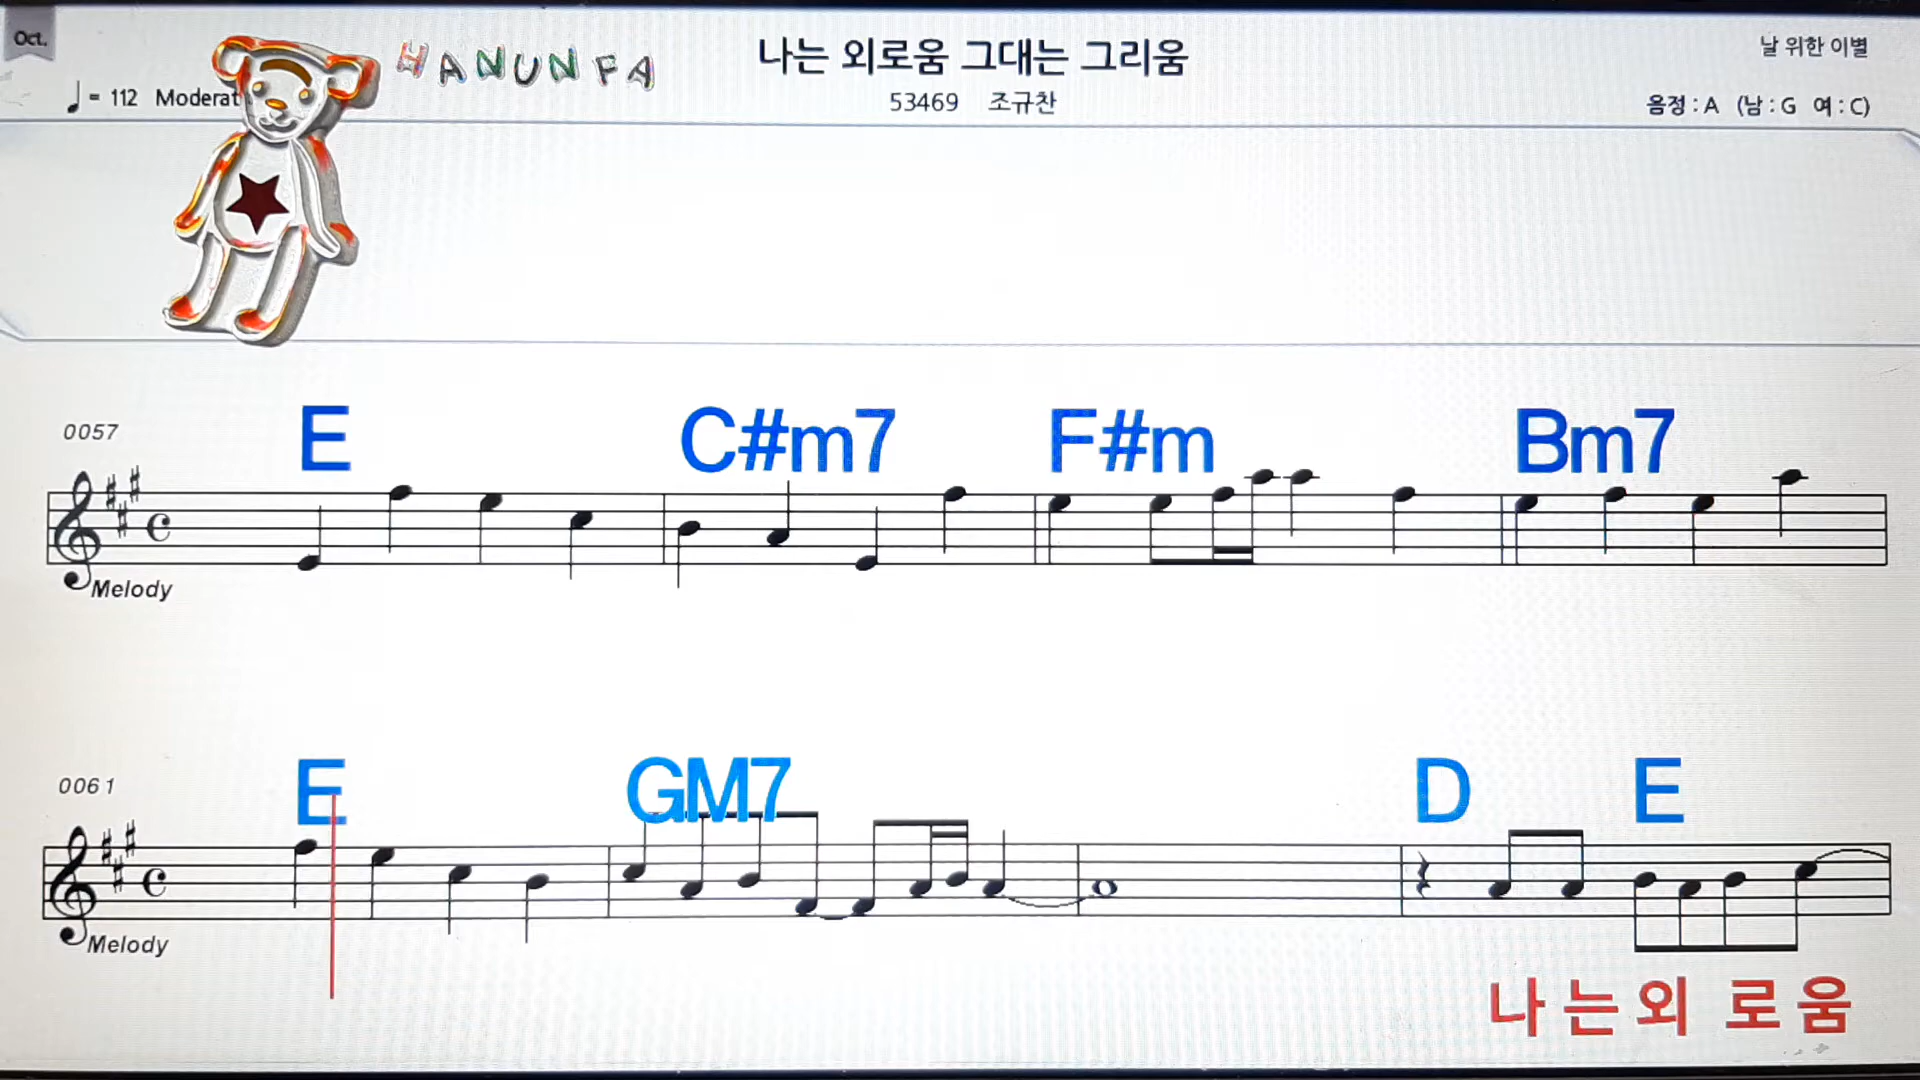 Oct.
HANUNFA
나는 외로움 그대는 그리움
날 위한 이별
♩ = 112 Moderat
53469 조규찬
음정 : A (남 : G 여 : C)
0057
E C#m7 F#m Bm7
Melody
0061
E GM7 D E
Melody
나 는 외 로 움